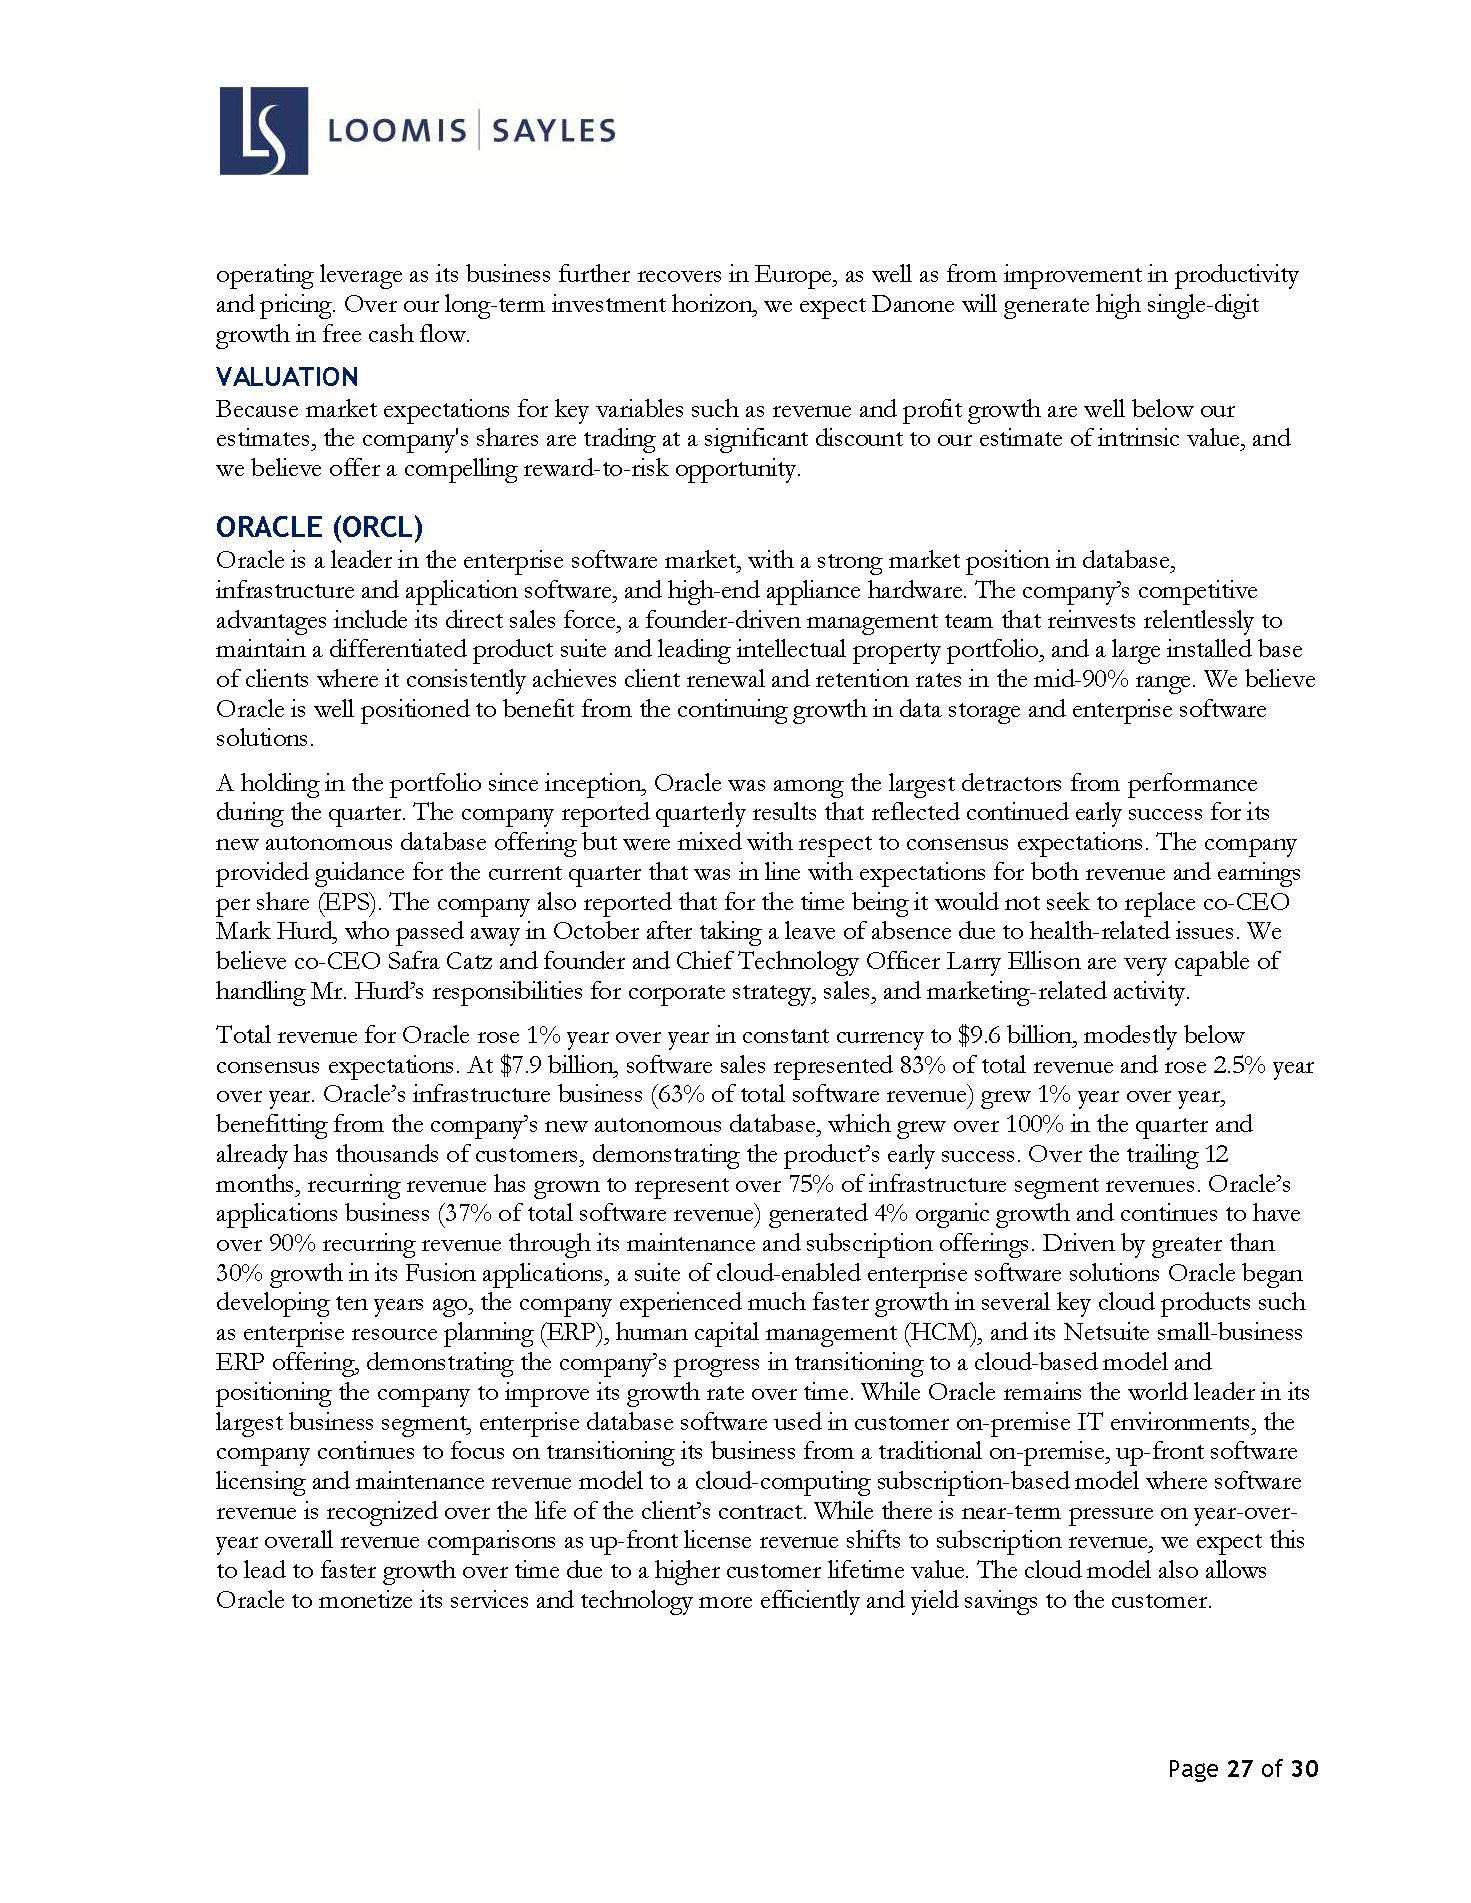 LS LOOMIS | SAYLES
operating leverage as its business further recovers in Europe, as well as from improvement in productivity
and pricing. Over our long-term investment horizon, we expect Danone will generate high single-digit
growth in free cash flow.
VALUATION
Because market expectations for key variables such as revenue and profit growth are well below our
estimates, the company's shares are trading at a significant discount to our estimate of intrinsic value, and
we believe offer a compelling reward-to-risk opportunity.
ORACLE (ORCL)
Oracle is a leader in the enterprise software market, with a strong market position in database,
infrastructure and application software, and high-end appliance hardware. The company’s competitive
advantages include its direct sales force, a founder-driven management team that reinvests relentlessly to
maintain a differentiated product suite and leading intellectual property portfolio, and a large installed base
of clients where it consistently achieves client renewal and retention rates in the mid-90% range. We believe
Oracle is well positioned to benefit from the continuing growth in data storage and enterprise software
solutions.
A holding in the portfolio since inception, Oracle was among the largest detractors from performance
during the quarter. The company reported quarterly results that reflected continued early success for its
new autonomous database offering but were mixed with respect to consensus expectations. The company
provided guidance for the current quarter that was in line with expectations for both revenue and earnings
per share (EPS). The company also reported that for the time being it would not seek to replace co-CEO
Mark Hurd, who passed away in October after taking a leave of absence due to health-related issues. We
believe co-CEO Safra Catz and founder and Chief Technology Officer Larry Ellison are very capable of
handling Mr. Hurd’s responsibilities for corporate strategy, sales, and marketing-related activity.
Total revenue for Oracle rose 1% year over year in constant currency to $9.6 billion, modestly below
consensus expectations. At $7.9 billion, software sales represented 83% of total revenue and rose 2.5% year
over year. Oracle’s infrastructure business (63% of total software revenue) grew 1% year over year,
benefitting from the company’s new autonomous database, which grew over 100% in the quarter and
already has thousands of customers, demonstrating the product’s early success. Over the trailing 12
months, recurring revenue has grown to represent over 75% of infrastructure segment revenues. Oracle’s
applications business (37% of total software revenue) generated 4% organic growth and continues to have
over 90% recurring revenue through its maintenance and subscription offerings. Driven by greater than
30% growth in its Fusion applications, a suite of cloud-enabled enterprise software solutions Oracle began
developing ten years ago, the company experienced much faster growth in several key cloud products such
as enterprise resource planning (ERP), human capital management (HCM), and its Netsuite small-business
ERP offering, demonstrating the company’s progress in transitioning to a cloud-based model and
positioning the company to improve its growth rate over time. While Oracle remains the world leader in its
largest business segment, enterprise database software used in customer on-premise IT environments, the
company continues to focus on transitioning its business from a traditional on-premise, up-front software
licensing and maintenance revenue model to a cloud-computing subscription-based model where software
revenue is recognized over the life of the client’s contract. While there is near-term pressure on year-over-
year overall revenue comparisons as up-front license revenue shifts to subscription revenue, we expect this
to lead to faster growth over time due to a higher customer lifetime value. The cloud model also allows
Oracle to monetize its services and technology more efficiently and yield savings to the customer.
Page 27 of 30